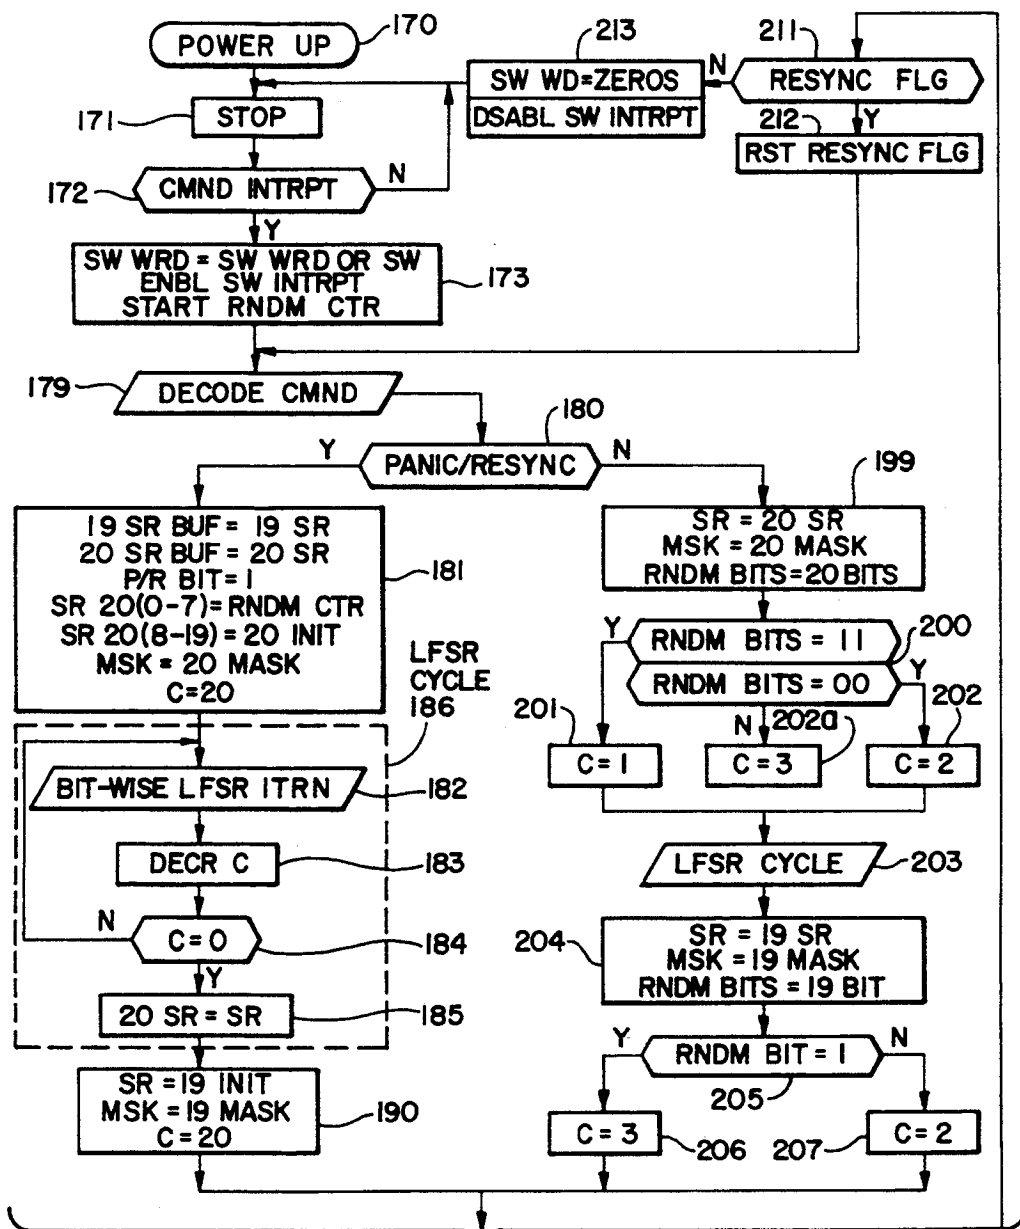 POWER UP
170
213
211
SW WD=ZEROS
DSABL SW INTRPT
N
RESYNC FLG
Y
171
STOP
212
RST RESYNC FLG
172
CMND INTRPT
N
Y
SW WRD = SW WRD OR SW
ENBL SW INTRPT
START RNDM CTR
173
179
DECODE CMND
180
Y
PANIC/RESYNC
N
19 SR BUF = 19 SR
20 SR BUF = 20 SR
P/R BIT = 1
SR 20(0-7)= RNDM CTR
SR 20(8-19) = 20 INIT
MSK = 20 MASK
C=20
181
199
SR = 20 SR
MSK = 20 MASK
RNDM BITS=20 BITS
LFSR
CYCLE
186
Y
RNDM BITS = 11
200
RNDM BITS = 00
Y
201
N
202a
202
C = 1
C = 3
C = 2
BIT-WISE LFSR ITRN
182
DECR C
183
N
C=0
184
Y
20 SR = SR
185
LFSR CYCLE
203
204
SR = 19 SR
MSK = 19 MASK
RNDM BITS = 19 BIT
Y
RNDM BIT = 1
N
205
SR = 19 INIT
MSK = 19 MASK
C = 20
190
C = 3
206
207
C = 2